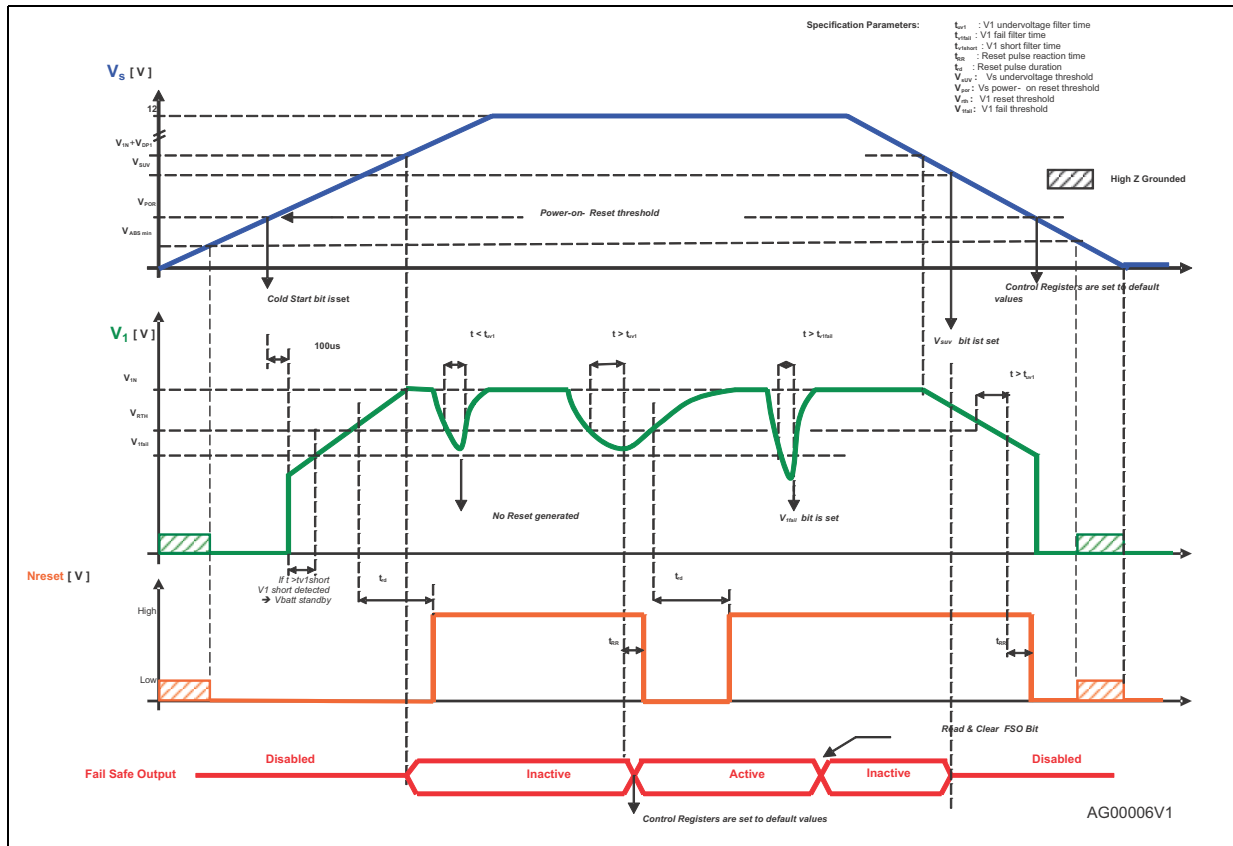 Specification Parameters:
tuv1 : V1 undervoltage filter time
tv1fail : V1 fail filter time
tv1short : V1 short filter time
tRR : Reset pulse reaction time
trd : Reset pulse duration
VsUV : Vs undervoltage threshold
Vpor : Vs power- on reset threshold
Vrth : V1 reset threshold
V1fail : V1 fail threshold
Vs [ V ]
12
V1N +VDP1
VSUV
VPOR
VABS min
High Z Grounded
Power-on- Reset threshold
Cold Start bit isset
Control Registers are set to default
values
VSUV bit ist set
V1 [ V ]
100us
t < tuv1
t > tuv1
t > tv1fail
t > tuv1
V1N
VRTH
V1fail
No Reset generated
V1fail bit is set
If t >tv1short
V1 short detected
➔ Vbatt standby
Nreset [ V ]
High
Low
trd
trd
tRR
tRR
Read & Clear FSO Bit
Fail Safe Output
Disabled
Inactive
Active
Inactive
Disabled
Control Registers are set to default values
AG00006V1